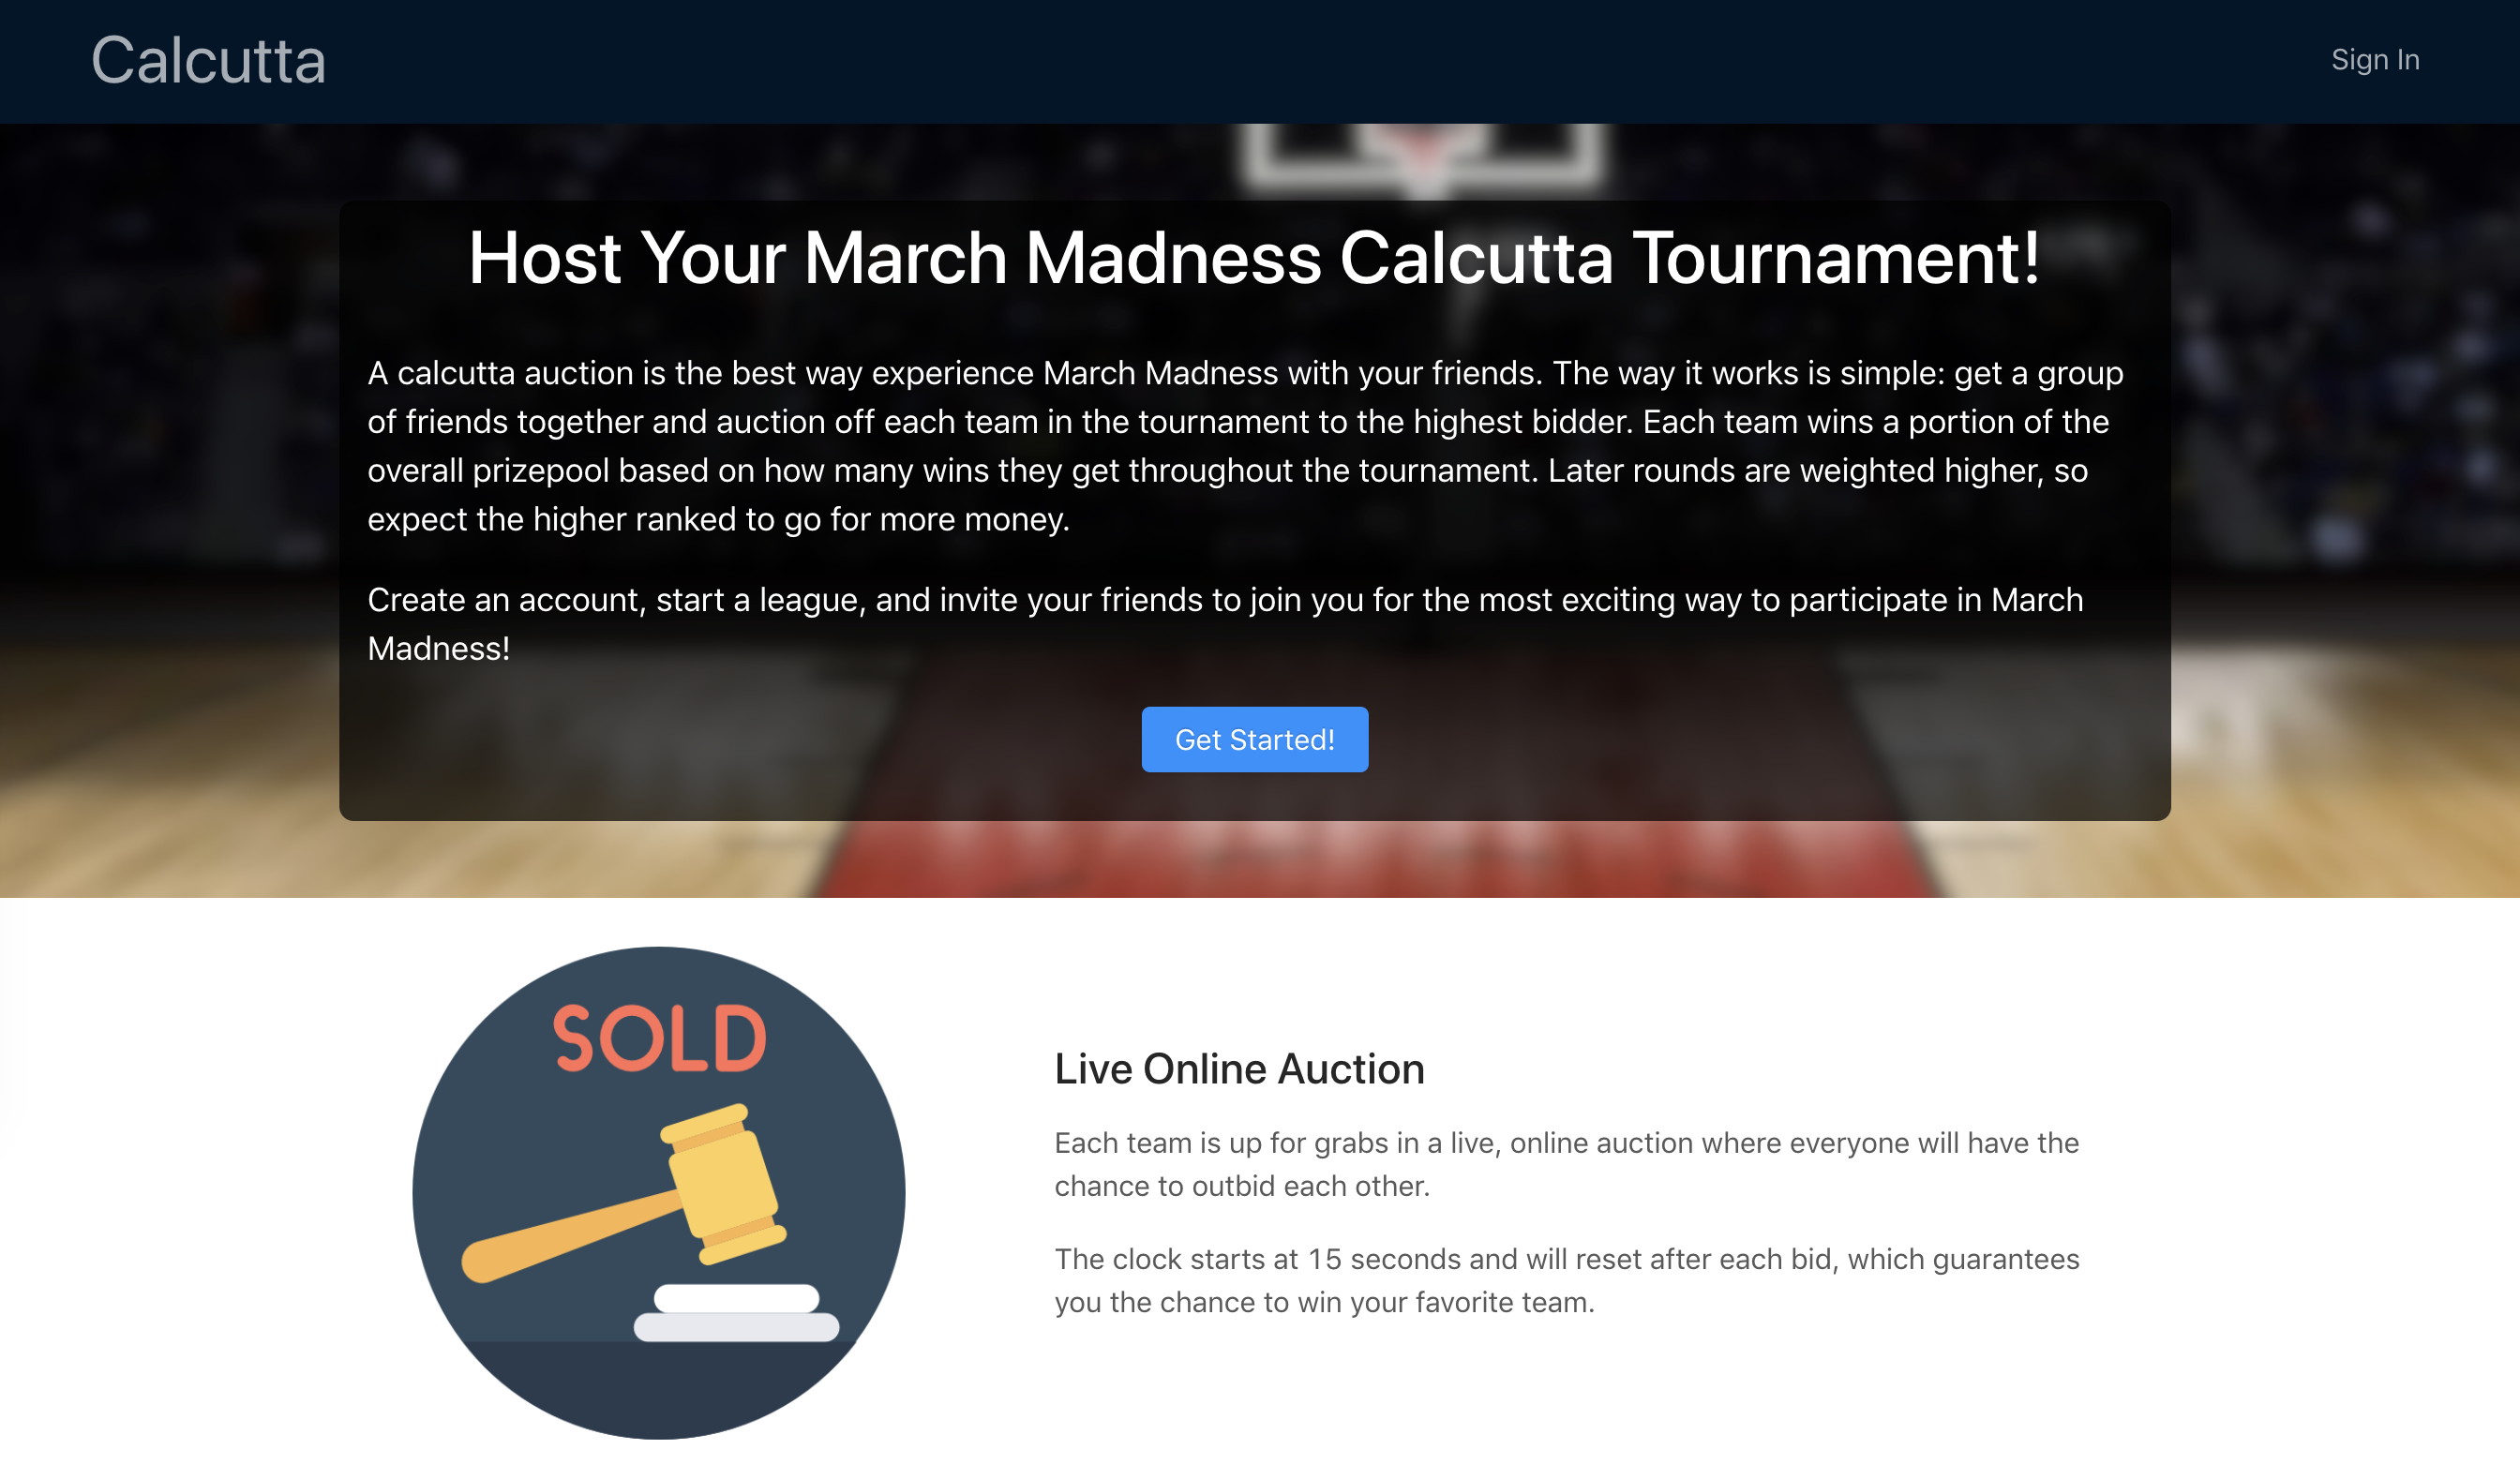 Calcutta
Sign In
Host Your March Madness Calcutta Tournament!
A calcutta auction is the best way experience March Madness with your friends. The way it works is simple: get a group
of friends together and auction off each team in the tournament to the highest bidder. Each team wins a portion of the
overall prizepool based on how many wins they get throughout the tournament. Later rounds are weighted higher, so
expect the higher ranked to go for more money.
Create an account, start a league, and invite your friends to join you for the most exciting way to participate in March
Madness!
Get Started!
SOLD
Live Online Auction
Each team is up for grabs in a live, online auction where everyone will have the
chance to outbid each other.
The clock starts at 15 seconds and will reset after each bid, which guarantees
you the chance to win your favorite team.